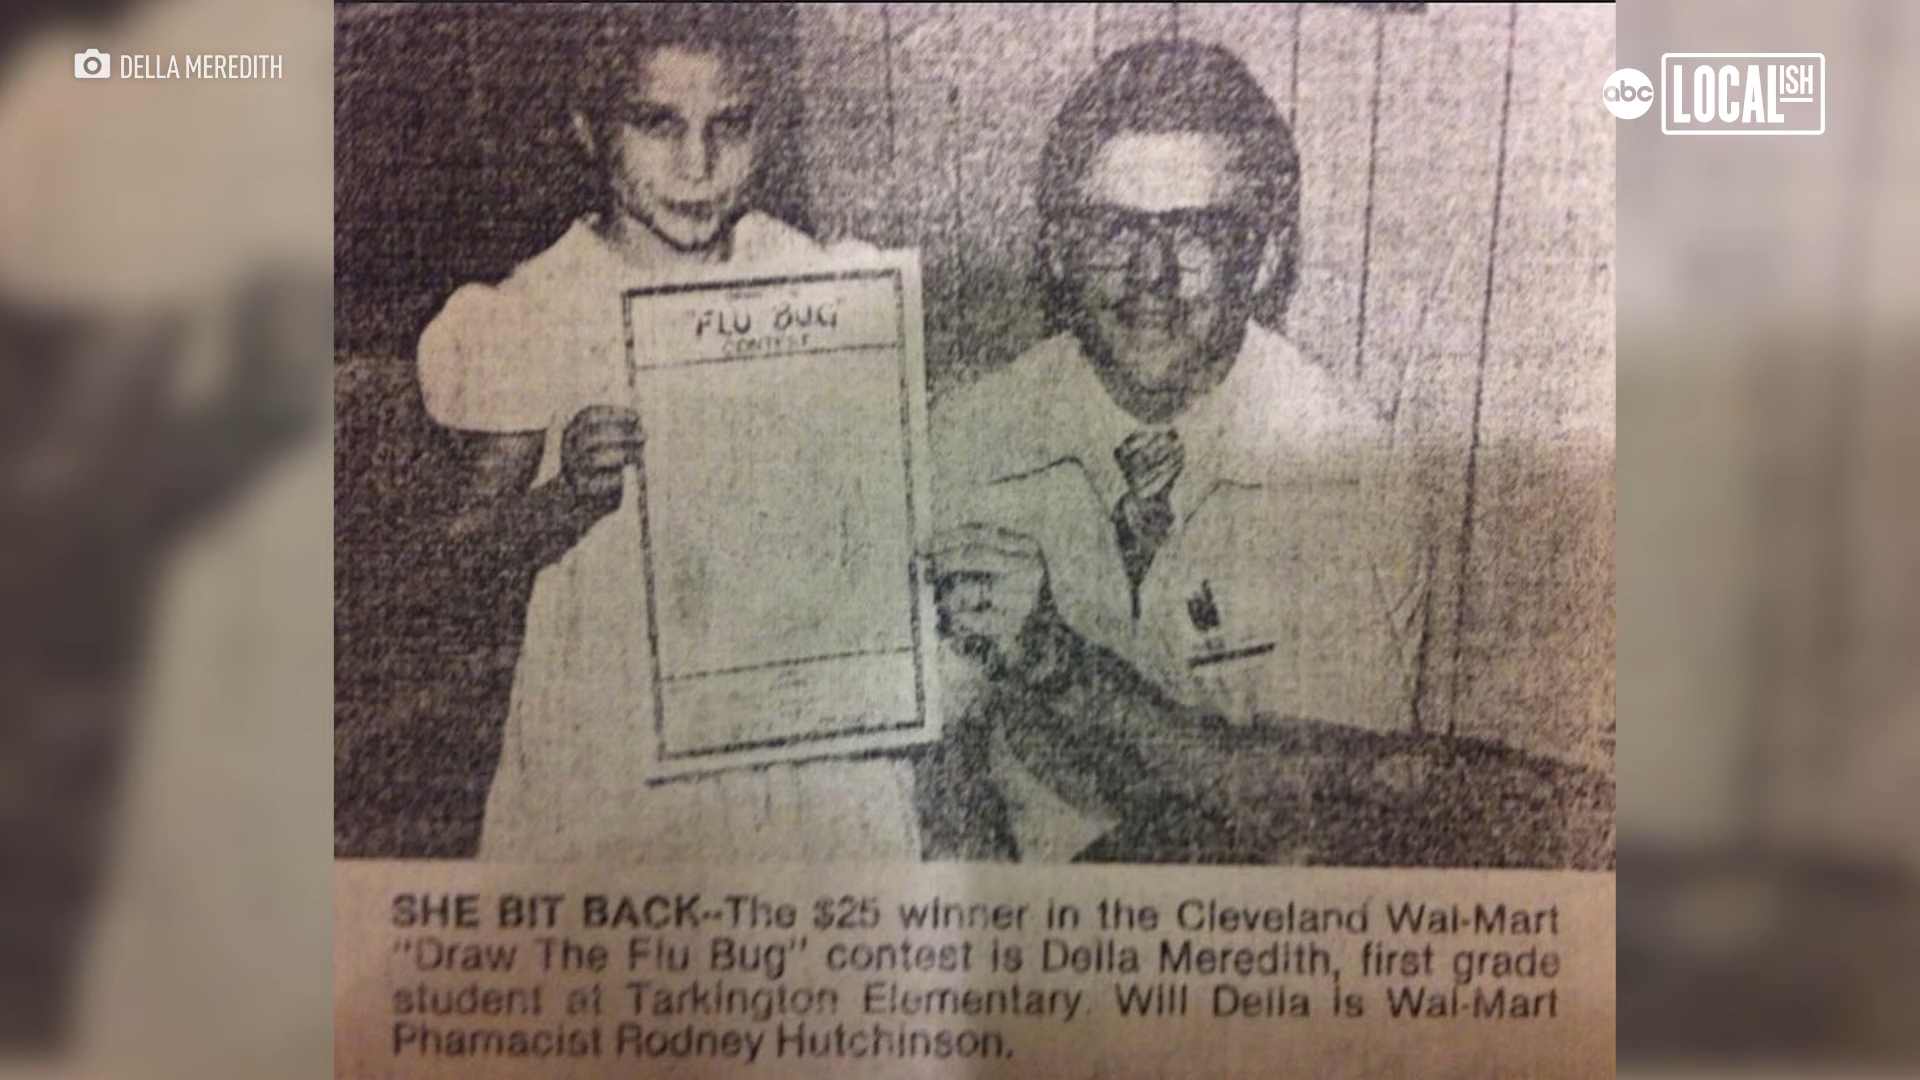 DELLA MEREDITH
abc LOCALISH
"FLU BUG"
CONTEST
SHE BIT BACK--The $25 winner in the Cleveland Wal-Mart
"Draw The Flu Bug" contest is Della Meredith, first grade
student at Tarkington Elementary. Will Della is Wal-Mart
Phamacist Rodney Hutchinson.